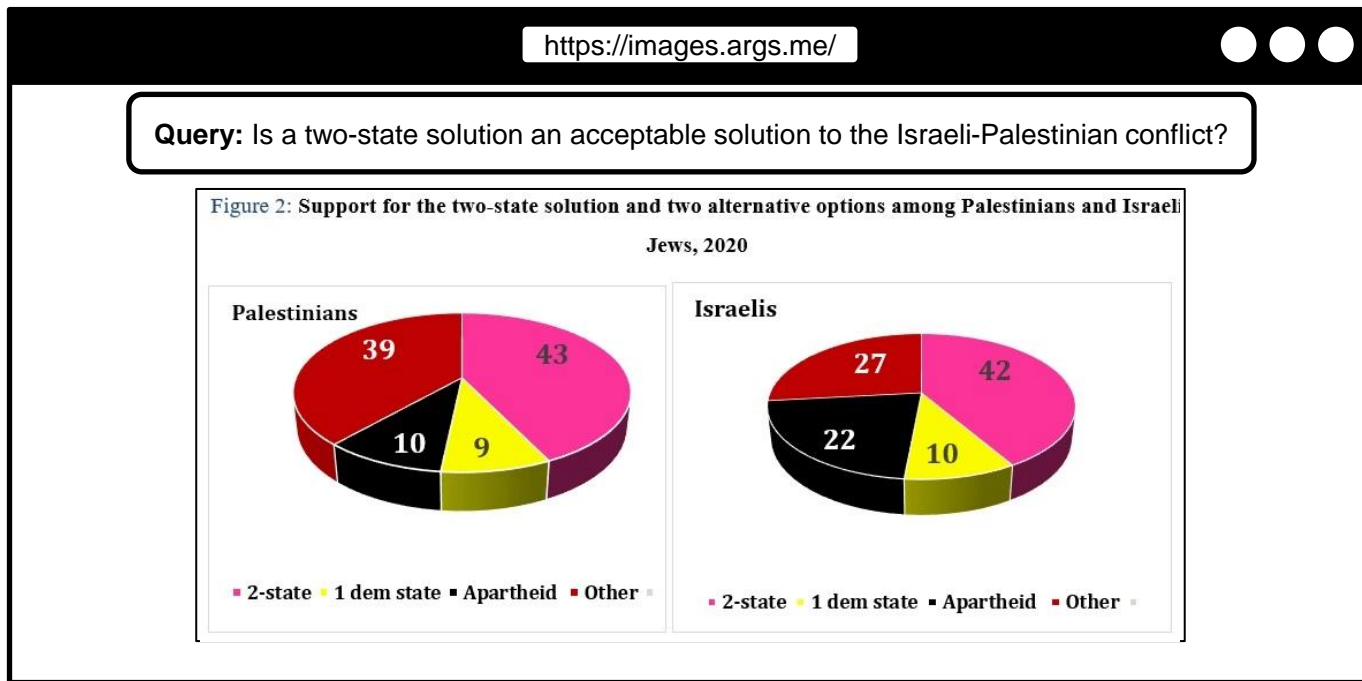 https://images.args.me/
Query: Is a two-state solution an acceptable solution to the Israeli-Palestinian conflict?
Figure 2: Support for the two-state solution and two alternative options among Palestinians and Israeli
Jews, 2020
Palestinians
39
43
10
9
2-state 1 dem state Apartheid Other
Israelis
27
42
22
10
2-state 1 dem state Apartheid Other